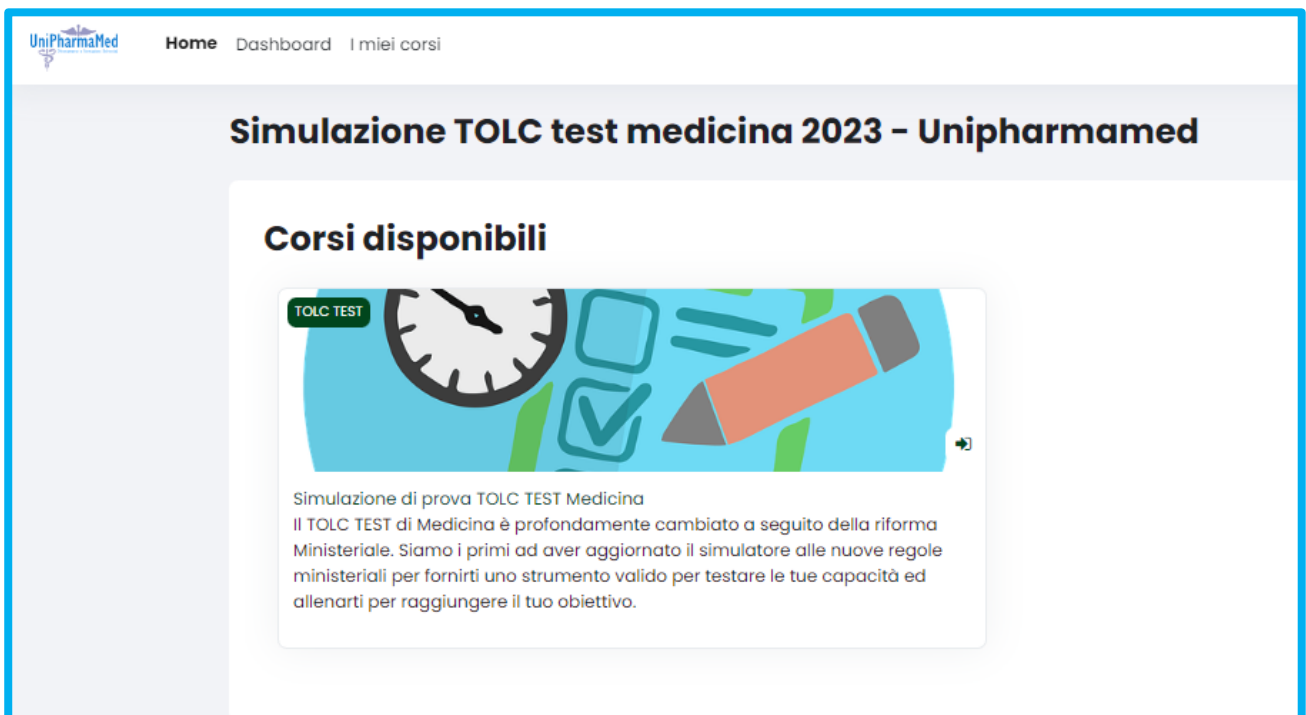 UniPharmaMed
Home Dashboard I miei corsi
Simulazione TOLC test medicina 2023 - Unipharmamed
Corsi disponibili
TOLC TEST
Simulazione di prova TOLC TEST Medicina
Il TOLC TEST di Medicina è profondamente cambiato a seguito della riforma
Ministeriale. Siamo i primi ad aver aggiornato il simulatore alle nuove regole
ministeriali per fornirti uno strumento valido per testare le tue capacità ed
allenarti per raggiungere il tuo obiettivo.